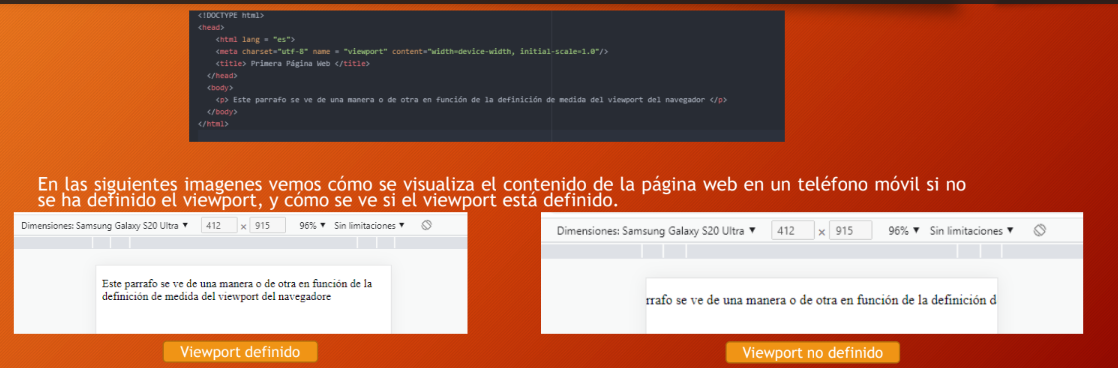 <!DOCTYPE html>
<head>
<html lang = "es">
<meta charset="utf-8" name = "viewport" content="width=device-width, initial-scale=1.0"/>
<title> Primera Página Web </title>
</head>
<body>
<p> Este parrafo se ve de una manera o de otra en función de la definición de medida del viewport del navegador </p>
</body>
</html>
En las siguientes imagenes vemos cómo se visualiza el contenido de la página web en un teléfono móvil si no
se ha definido el viewport, y cómo se ve si el viewport está definido.
Dimensiones: Samsung Galaxy S20 Ultra ▼ 412 × 915 96% ▼ Sin limitaciones ▼
Este parrafo se ve de una manera o de otra en función de la
definición de medida del viewport del navegadore
Viewport definido
Dimensiones: Samsung Galaxy S20 Ultra ▼ 412 × 915 96% ▼ Sin limitaciones ▼
rrafo se ve de una manera o de otra en función de la definición d
Viewport no definido